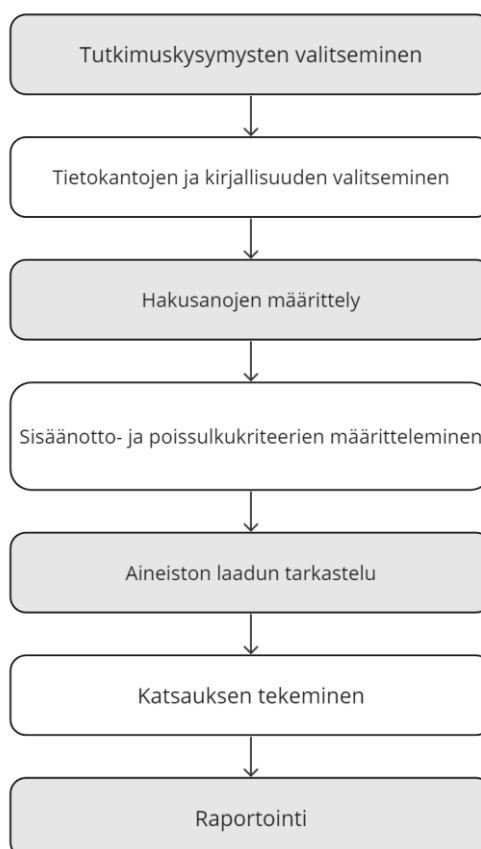 Tutkimuskysymysten valitseminen
Tietokantojen ja kirjallisuuden valitseminen
Hakusanojen määrittely
Sisäänotto- ja poissulkukriteerien määritteleminen
Aineiston laadun tarkastelu
Katsauksen tekeminen
Raportointi